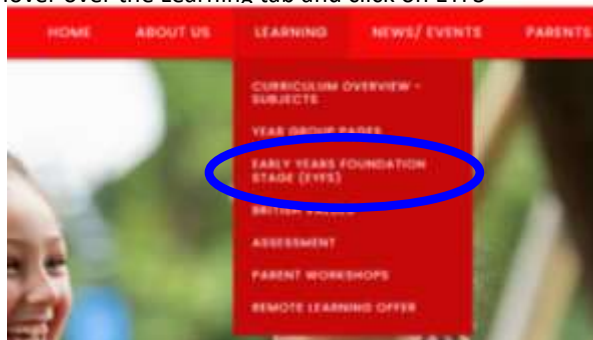 over over the Learning tab and click on EYFS
HOME ABOUT US LEARNING NEWS/ EVENTS PARENTS
CURRICULUM OVERVIEW -
SUBJECTS
YEAR GROUP PAGES
EARLY YEARS FOUNDATION
STAGE (EYFS)
BRITISH VALUES
ASSESSMENT
PARENT WORKSHOPS
REMOTE LEARNING OFFER